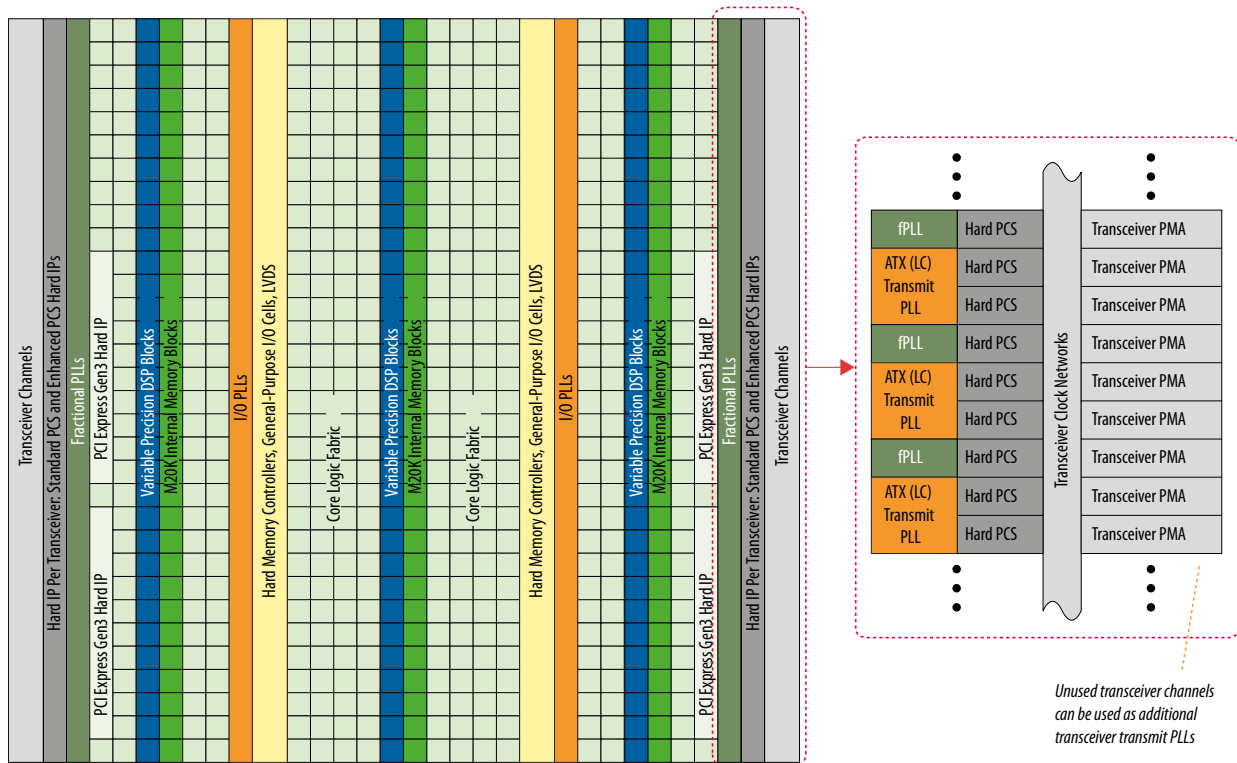 Transceiver Channels
Hard IP Per Transceiver: Standard PCS and Enhanced PCS Hard IPs
Fractional PLLs
PCI Express Gen3 Hard IP
PCI Express Gen3 Hard IP
Variable Precision DSP Blocks
M20K Internal Memory Blocks
I/O PLLs
Hard Memory Controllers, General-Purpose I/O Cells, LVDS
Core Logic Fabric
Variable Precision DSP Blocks
M20K Internal Memory Blocks
Core Logic Fabric
Hard Memory Controllers, General-Purpose I/O Cells, LVDS
I/O PLLs
Variable Precision DSP Blocks
M20K Internal Memory Blocks
PCI Express Gen3 Hard IP
PCI Express Gen3 Hard IP
Fractional PLLs
Hard IP Per Transceiver: Standard PCS and Enhanced PCS Hard IPs
Transceiver Channels
fPLL
ATX (LC)
Transmit
PLL
fPLL
ATX (LC)
Transmit
PLL
fPLL
ATX (LC)
Transmit
PLL
Hard PCS
Hard PCS
Hard PCS
Hard PCS
Hard PCS
Hard PCS
Hard PCS
Hard PCS
Hard PCS
Transceiver Clock Networks
Transceiver PMA
Transceiver PMA
Transceiver PMA
Transceiver PMA
Transceiver PMA
Transceiver PMA
Transceiver PMA
Transceiver PMA
Transceiver PMA
Unused transceiver channels
can be used as additional
transceiver transmit PLLs